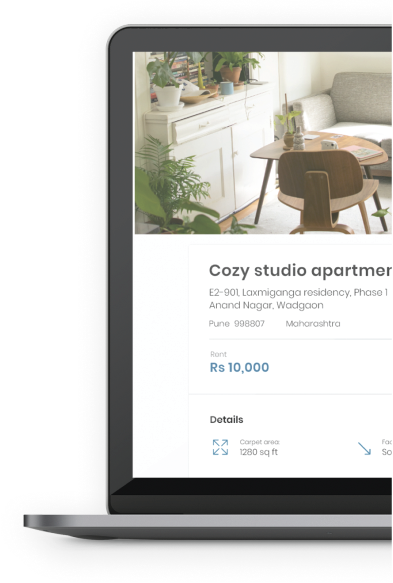 Cozy studio apartmen
E2-901, Laxmiganga residency, Phase 1
Anand Nagar, Wadgaon
Pune 998807 Maharashtra
Rent
Rs 10,000
Details
Carpet area:
1280 sq ft
Fac
So